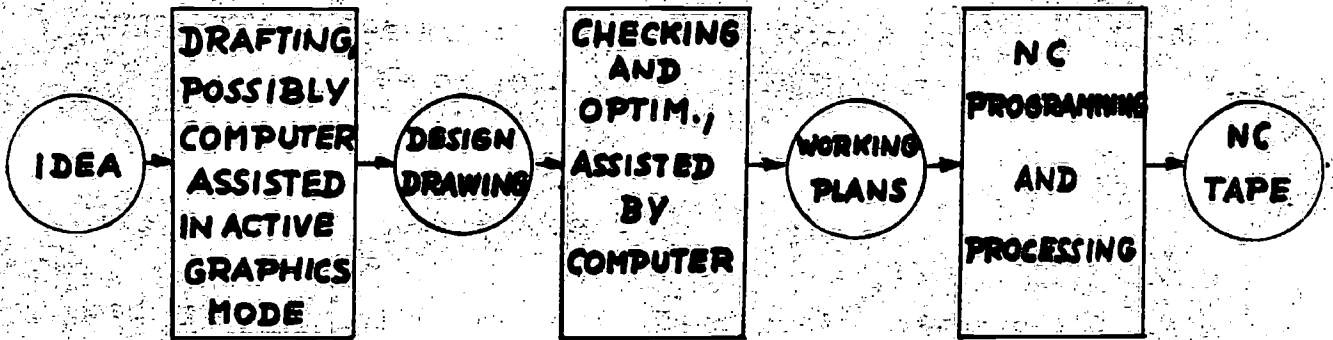 IDEA
DRAFTING,
POSSIBLY
COMPUTER
ASSISTED
IN ACTIVE
GRAPHICS
MODE
DESIGN
DRAWING
CHECKING
AND
OPTIM.,
ASSISTED
BY
COMPUTER
WORKING
PLANS
NC
PROGRAMMING
AND
PROCESSING
NC
TAPE